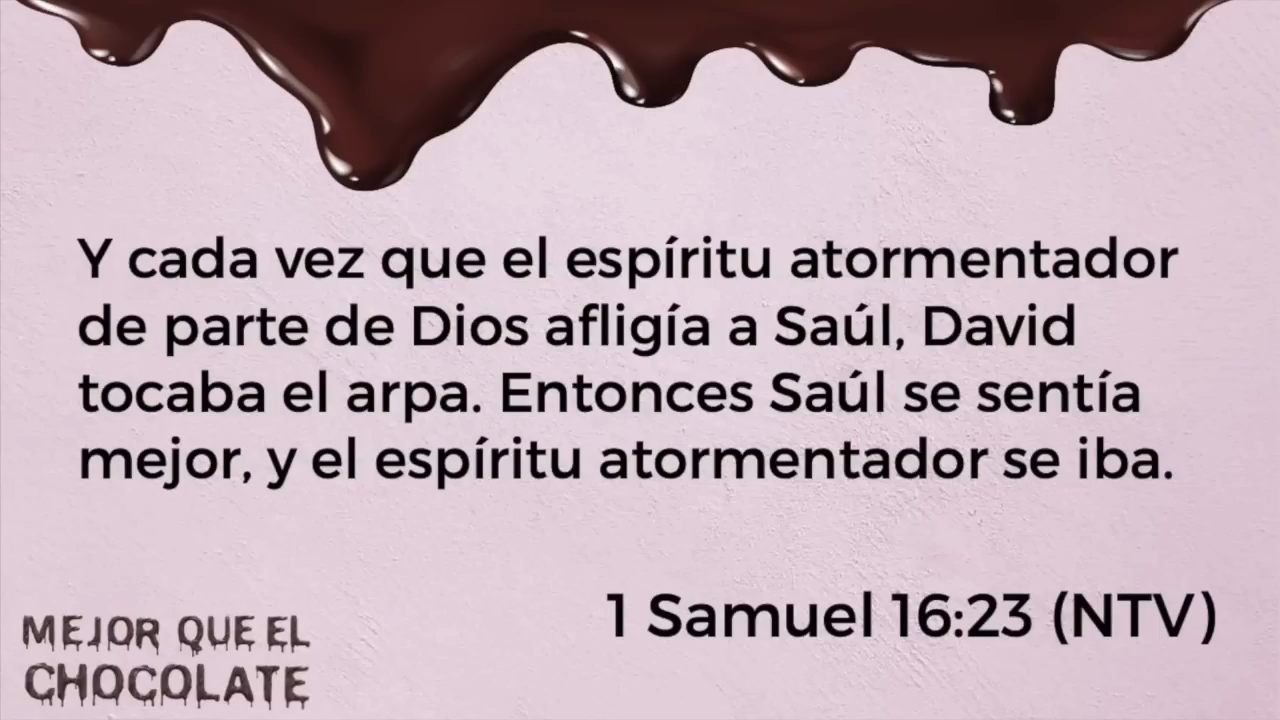 Y cada vez que el espíritu atormentador
de parte de Dios afligía a Saúl, David
tocaba el arpa. Entonces Saúl se sentía
mejor, y el espíritu atormentador se iba.
1 Samuel 16:23 (NTV)
MEJOR QUE EL
CHOCOLATE